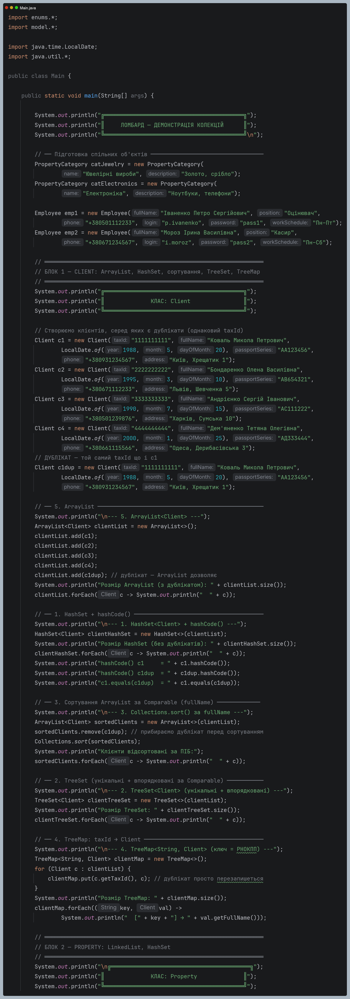 Main.java
import enums.*;
import model.*;
import java.time.LocalDate;
import java.util.*;
public class Main {
public static void main(String[] args) {
System.out.println("╔══════════════════════════════════════════╗");
System.out.println("║     ЛОМБАРД — ДЕМОНСТРАЦІЯ КОЛЕКЦІЙ      ║");
System.out.println("╚══════════════════════════════════════════╝\n");
// ── Підготовка спільних об'єктів ──────────────────────────────────
PropertyCategory catJewelry = new PropertyCategory(
name: "Ювелірні вироби", description: "Золото, срібло");
PropertyCategory catElectronics = new PropertyCategory(
name: "Електроніка", description: "Ноутбуки, телефони");
Employee emp1 = new Employee( fullName: "Іваненко Петро Сергійович", position: "Оцінювач",
phone: "+380501112233", login: "p.ivanenko", password: "pass1", workSchedule: "Пн-Пт");
Employee emp2 = new Employee( fullName: "Мороз Ірина Василівна", position: "Касир",
phone: "+380671234567", login: "i.moroz", password: "pass2", workSchedule: "Пн-Сб");
// ══════════════════════════════════════════════════════════════════
// БЛОК 1 — CLIENT: ArrayList, HashSet, сортування, TreeSet, TreeMap
// ══════════════════════════════════════════════════════════════════
System.out.println("╔══════════════════════════════════════════╗");
System.out.println("║              КЛАС: Client                ║");
System.out.println("╚══════════════════════════════════════════╝");
// Створюємо клієнтів, серед яких є дублікати (однаковий taxId)
Client c1 = new Client( taxId: "1111111111", fullName: "Коваль Микола Петрович",
LocalDate.of( year: 1988, month: 5, dayOfMonth: 20), passportSeries: "АА123456",
phone: "+380931234567", address: "Київ, Хрещатик 1");
Client c2 = new Client( taxId: "2222222222", fullName: "Бондаренко Олена Василівна",
LocalDate.of( year: 1995, month: 3, dayOfMonth: 10), passportSeries: "АВ654321",
phone: "+380671112233", address: "Львів, Шевченка 5");
Client c3 = new Client( taxId: "3333333333", fullName: "Андрієнко Сергій Іванович",
LocalDate.of( year: 1990, month: 7, dayOfMonth: 15), passportSeries: "АС111222",
phone: "+380501239876", address: "Харків, Сумська 10");
Client c4 = new Client( taxId: "4444444444", fullName: "Дем'яненко Тетяна Олегівна",
LocalDate.of( year: 2000, month: 1, dayOfMonth: 25), passportSeries: "АД333444",
phone: "+380661115566", address: "Одеса, Дерибасівська 3");
// ДУБЛІКАТ — той самий taxId що і c1
Client c1dup = new Client( taxId: "1111111111", fullName: "Коваль Микола Петрович",
LocalDate.of( year: 1988, month: 5, dayOfMonth: 20), passportSeries: "АА123456",
phone: "+380931234567", address: "Київ, Хрещатик 1");
// ── 5. ArrayList ──────────────────────────────────────────────────
System.out.println("\n--- 5. ArrayList<Client> ---");
ArrayList<Client> clientList = new ArrayList<>();
clientList.add(c1);
clientList.add(c2);
clientList.add(c3);
clientList.add(c4);
clientList.add(c1dup); // дублікат — ArrayList дозволяє
System.out.println("Розмір ArrayList (з дублікатом): " + clientList.size());
clientList.forEach( Client c -> System.out.println("  " + c));
// ── 1. HashSet + hashCode() ───────────────────────────────────────
System.out.println("\n--- 1. HashSet<Client> + hashCode() ---");
HashSet<Client> clientHashSet = new HashSet<>(clientList);
System.out.println("Розмір HashSet (без дублікатів): " + clientHashSet.size());
clientHashSet.forEach( Client c -> System.out.println("  " + c));
System.out.println("hashCode() c1     = " + c1.hashCode());
System.out.println("hashCode() c1dup  = " + c1dup.hashCode());
System.out.println("c1.equals(c1dup)  = " + c1.equals(c1dup));
// ── 3. Сортування ArrayList за Comparable (fullName) ─────────────
System.out.println("\n--- 3. Collections.sort() за fullName ---");
ArrayList<Client> sortedClients = new ArrayList<>(clientList);
sortedClients.remove(c1dup); // прибираємо дублікат перед сортуванням
Collections.sort(sortedClients);
System.out.println("Клієнти відсортовані за ПІБ:");
sortedClients.forEach( Client c -> System.out.println("  " + c));
// ── 2. TreeSet (унікальні + впорядковані за Comparable) ───────────
System.out.println("\n--- 2. TreeSet<Client> (унікальні + впорядковані) ---");
TreeSet<Client> clientTreeSet = new TreeSet<>(clientList);
System.out.println("Розмір TreeSet: " + clientTreeSet.size());
clientTreeSet.forEach( Client c -> System.out.println("  " + c));
// ── 4. TreeMap: taxId → Client ────────────────────────────────────
System.out.println("\n--- 4. TreeMap<String, Client> (ключ = РНОКПП) ---");
TreeMap<String, Client> clientMap = new TreeMap<>();
for (Client c : clientList) {
clientMap.put(c.getTaxId(), c); // дублікат просто перезапишеться
}
System.out.println("Розмір TreeMap: " + clientMap.size());
clientMap.forEach(( String key, Client val) ->
System.out.println("  [" + key + "] → " + val.getFullName()));
// ══════════════════════════════════════════════════════════════════
// БЛОК 2 — PROPERTY: LinkedList, HashSet
// ══════════════════════════════════════════════════════════════════
System.out.println("\n╔══════════════════════════════════════════╗");
System.out.println("║              КЛАС: Property              ║");
System.out.println("╚══════════════════════════════════════════╝");